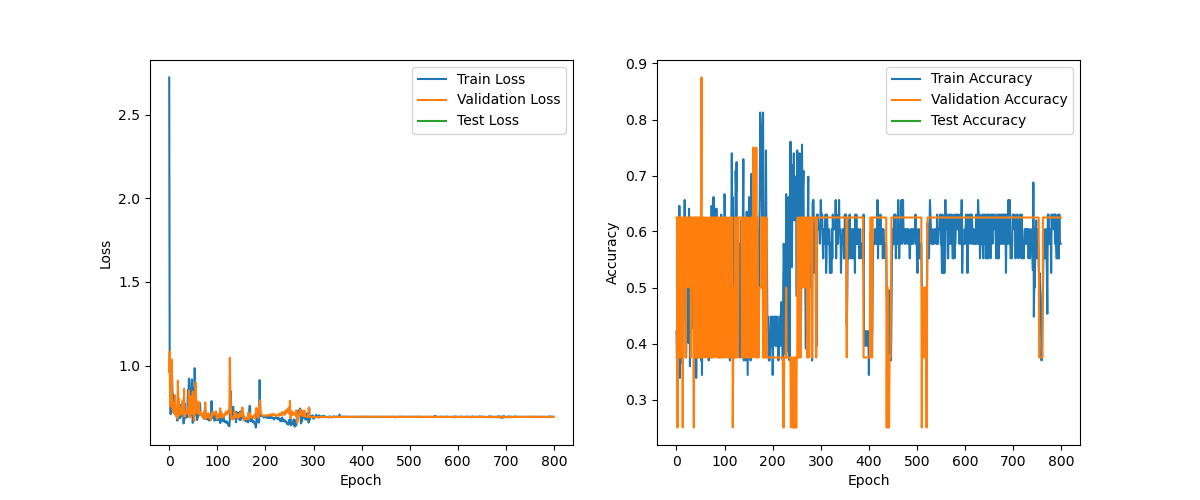 Train Loss
Validation Loss
Test Loss
2.5
2.0
1.5
1.0
Loss
0 100 200 300 400 500 600 700 800
Epoch
Train Accuracy
Validation Accuracy
Test Accuracy
0.9
0.8
0.7
0.6
0.5
0.4
0.3
Accuracy
0 100 200 300 400 500 600 700 800
Epoch